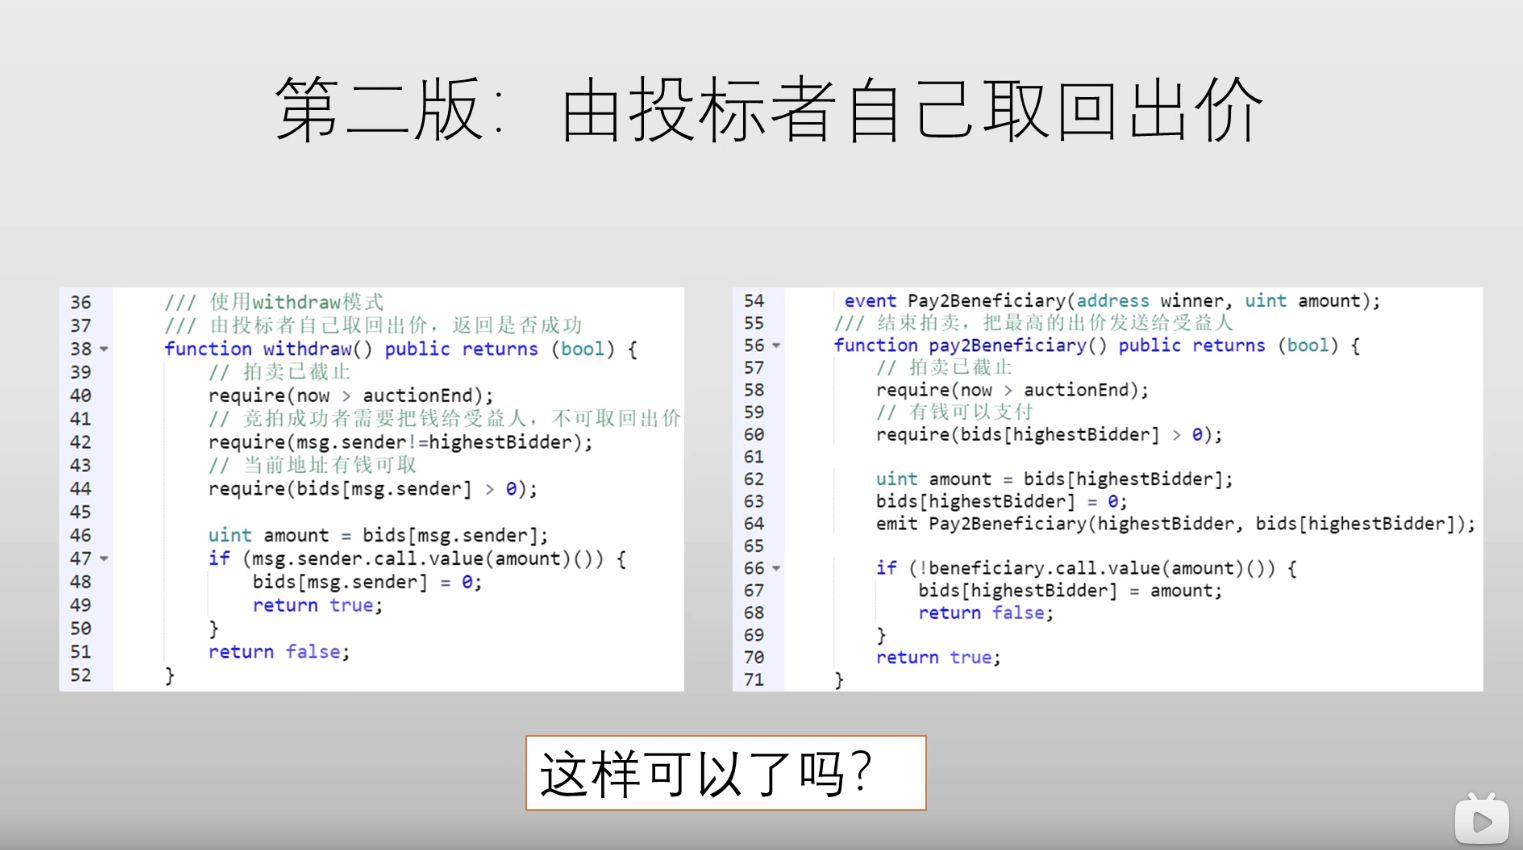 第二版：由投标者自己取回出价
36 /// 使用withdraw模式
37 /// 由投标者自己取回出价，返回是否成功
38 function withdraw() public returns (bool) {
39 // 拍卖已截止
40 require(now > auctionEnd);
41 // 竞拍成功者需要把钱给受益人，不可取回出价
42 require(msg.sender!=highestBidder);
43 // 当前地址有钱可取
44 require(bids[msg.sender] > 0);
45
46 uint amount = bids[msg.sender];
47 if (msg.sender.call.value(amount)()) {
48 bids[msg.sender] = 0;
49 return true;
50 }
51 return false;
52 }
54 event Pay2Beneficiary(address winner, uint amount);
55 /// 结束拍卖，把最高的出价发送给受益人
56 function pay2Beneficiary() public returns (bool) {
57 // 拍卖已截止
58 require(now > auctionEnd);
59 // 有钱可以支付
60 require(bids[highestBidder] > 0);
61
62 uint amount = bids[highestBidder];
63 bids[highestBidder] = 0;
64 emit Pay2Beneficiary(highestBidder, bids[highestBidder]);
65
66 if (!beneficiary.call.value(amount)()) {
67 bids[highestBidder] = amount;
68 return false;
69 }
70 return true;
71 }
这样可以了吗？